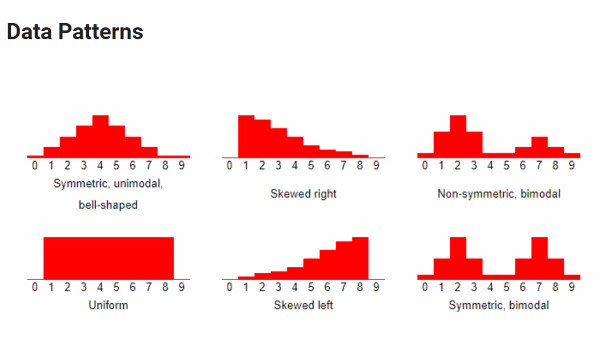 Data Patterns
0 1 2 3 4 5 6 7 8 9
Symmetric, unimodal,
bell-shaped
0 1 2 3 4 5 6 7 8 9
Skewed right
0 1 2 3 4 5 6 7 8 9
Non-symmetric, bimodal
0 1 2 3 4 5 6 7 8 9
Uniform
0 1 2 3 4 5 6 7 8 9
Skewed left
0 1 2 3 4 5 6 7 8 9
Symmetric, bimodal